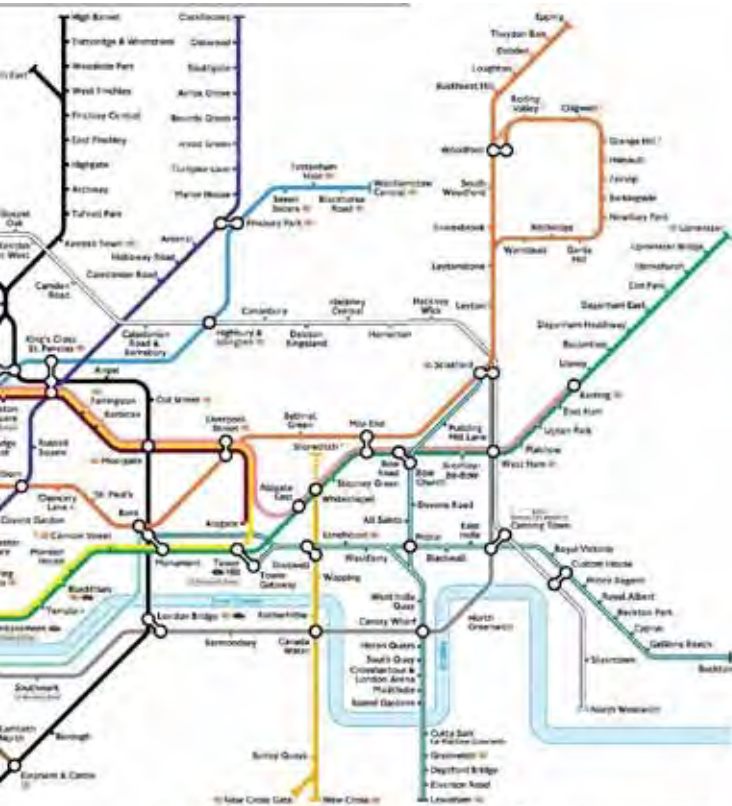 High Barnet
Totteridge & Whetstone
Woodside Park
West Finchley
Finchley Central
East Finchley
Highgate
Archway
Tufnell Park
Kentish Town
Cockfosters
Oakwood
Southgate
Arnos Grove
Bounds Green
Wood Green
Turnpike Lane
Manor House
Finsbury Park
Arsenal
Holloway Road
Caledonian Road
Tottenham
Hale
Seven
Sisters
Blackhorse
Road
Walthamstow
Central
Epping
Theydon Bois
Debden
Loughton
Buckhurst Hill
Roding
Valley
Chigwell
Grange Hill
Hainault
Fairlop
Barkingside
Newbury Park
Woodford
South
Woodford
Snaresbrook
Redbridge
Wanstead
Gants
Hill
Leytonstone
Leyton
Upminster
Upminster Bridge
Hornchurch
Elm Park
Dagenham East
Dagenham Heathway
Becontree
Upney
Barking
East Ham
Upton Park
Plaistow
West Ham
Gospel
Oak
Camden
Road
Caledonian
Road &
Barnsbury
Highbury &
Islington
Canonbury
Dalston
Kingsland
Hackney
Central
Homerton
Hackney
Wick
Stratford
King's Cross
St. Pancras
Angel
Old Street
Farringdon
Barbican
Moorgate
Russell
Square
Liverpool
Street
Bethnal
Green
Mile End
Shoreditch
Pudding
Mill Lane
Bow
Road
Bow
Church
Bromley-
by-Bow
Stepney Green
Whitechapel
Aldgate
East
Aldgate
Chancery
Lane
St. Paul's
Bank
Covent Garden
Cannon Street
Mansion
House
Monument
Tower
Hill
Tower
Gateway
Shadwell
Limehouse
Westferry
All Saints
Devons Road
Poplar
Blackwall
East
India
Canning Town
Royal Victoria
Custom House
Prince Regent
Royal Albert
Beckton Park
Cyprus
Gallions Reach
Beckton
Silvertown
North Woolwich
Blackfriars
Temple
Embankment
London Bridge
Wapping
Rotherhithe
Bermondsey
Canada
Water
West India
Quay
Canary Wharf
North
Greenwich
Heron Quays
South Quay
Crossharbour &
London Arena
Mudchute
Island Gardens
Cutty Sark
Greenwich
Deptford Bridge
Elverson Road
Lewisham
Southwark
Lambeth
North
Borough
Elephant & Castle
Surrey Quays
New Cross Gate
New Cross